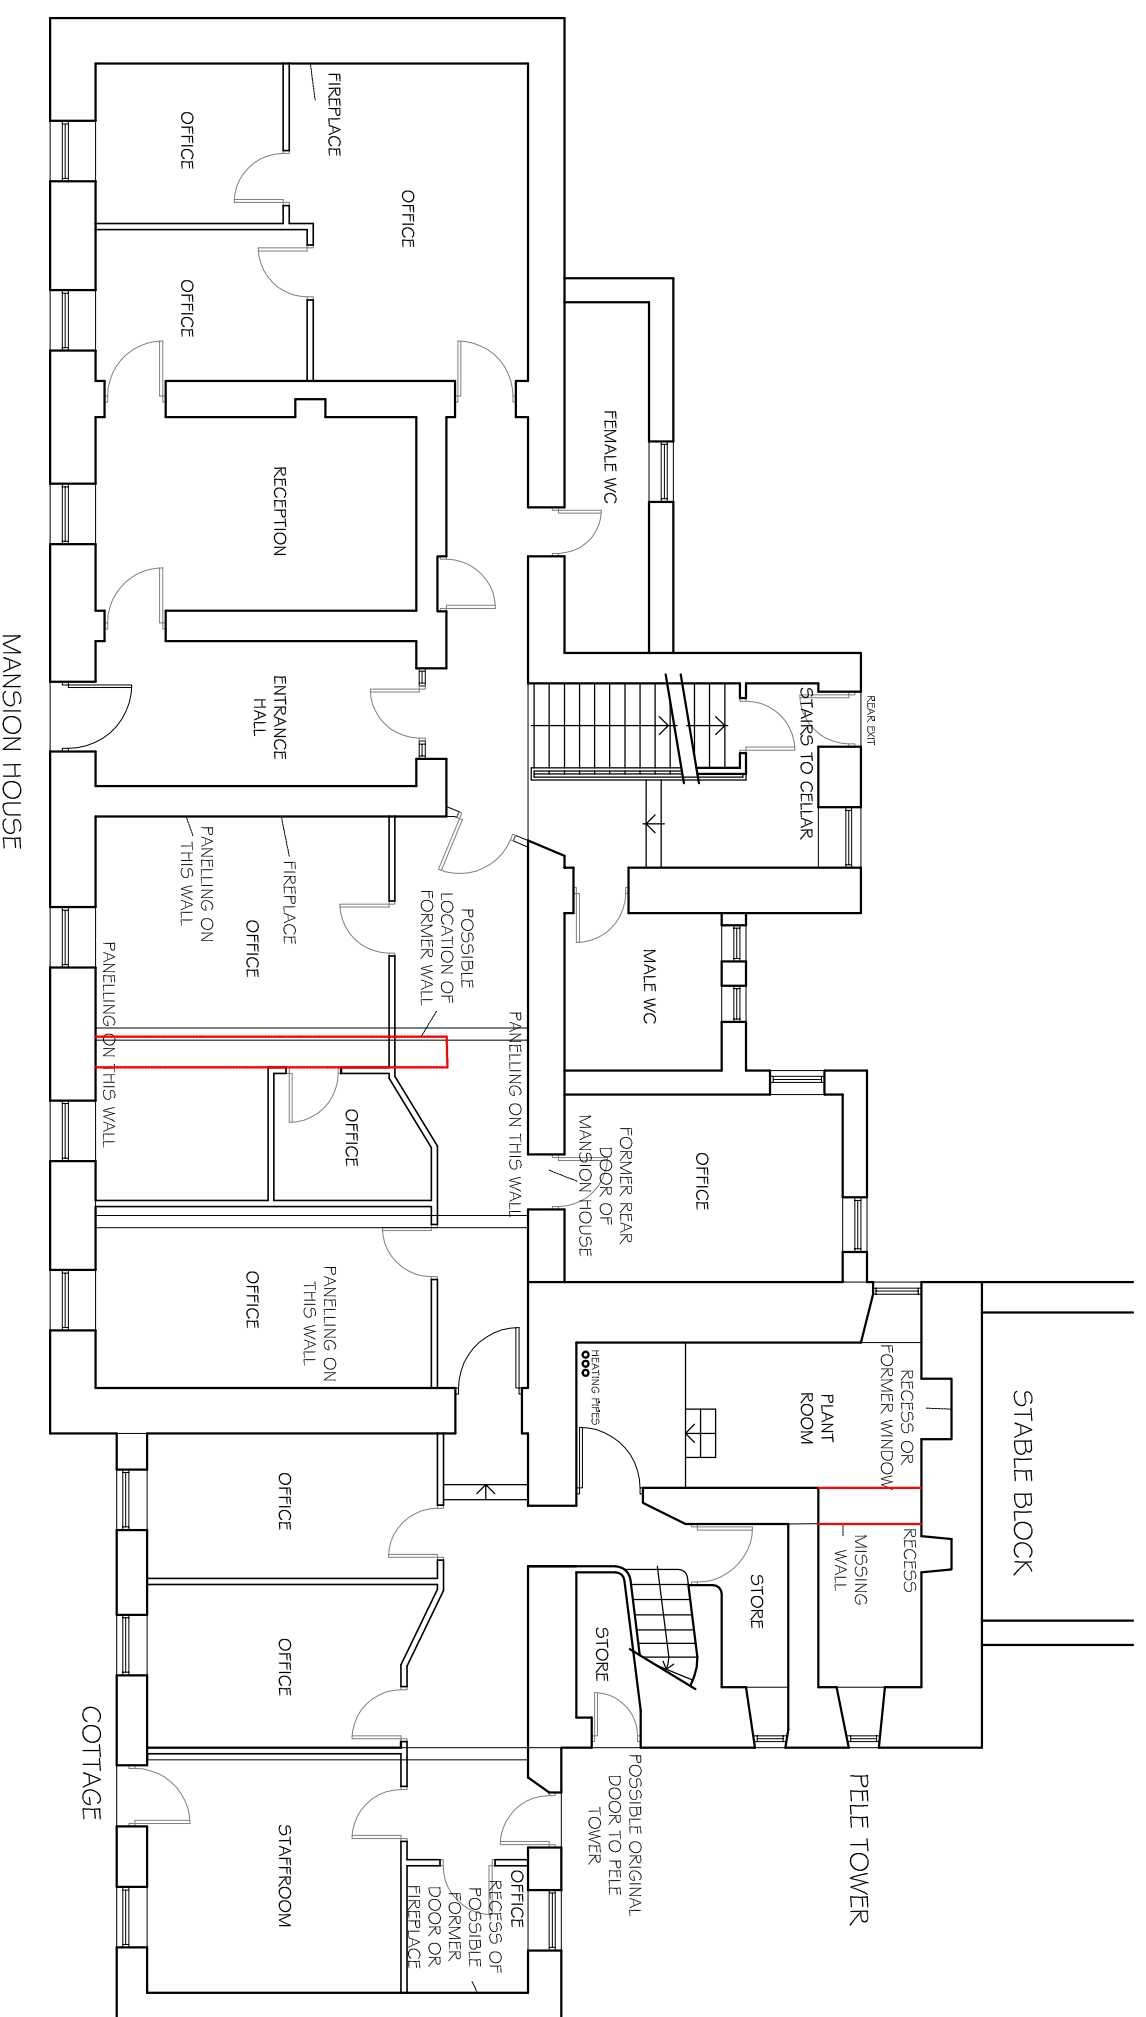 STABLE BLOCK
PELE TOWER
REAR EXIT
STAIRS TO CELLAR
RECESS OR
FORMER WINDOW
RECESS
MISSING
WALL
PLANT
ROOM
STORE
STORE
HEATING PIPES
POSSIBLE ORIGINAL
DOOR TO PELE
TOWER
FEMALE WC
MALE WC
OFFICE
FORMER REAR
DOOR OF
MANSION HOUSE
FIREPLACE
OFFICE
OFFICE
OFFICE
RECEPTION
ENTRANCE
HALL
PANELLING ON
THIS WALL
FIREPLACE
OFFICE
POSSIBLE
LOCATION OF
FORMER WALL
PANELLING ON THIS WALL
PANELLING ON THIS WALL
OFFICE
OFFICE
PANELLING ON
THIS WALL
OFFICE
OFFICE
STAFFROOM
OFFICE
RECESS OF
POSSIBLE
FORMER
DOOR OR
FIREPLACE
MANSION HOUSE
COTTAGE